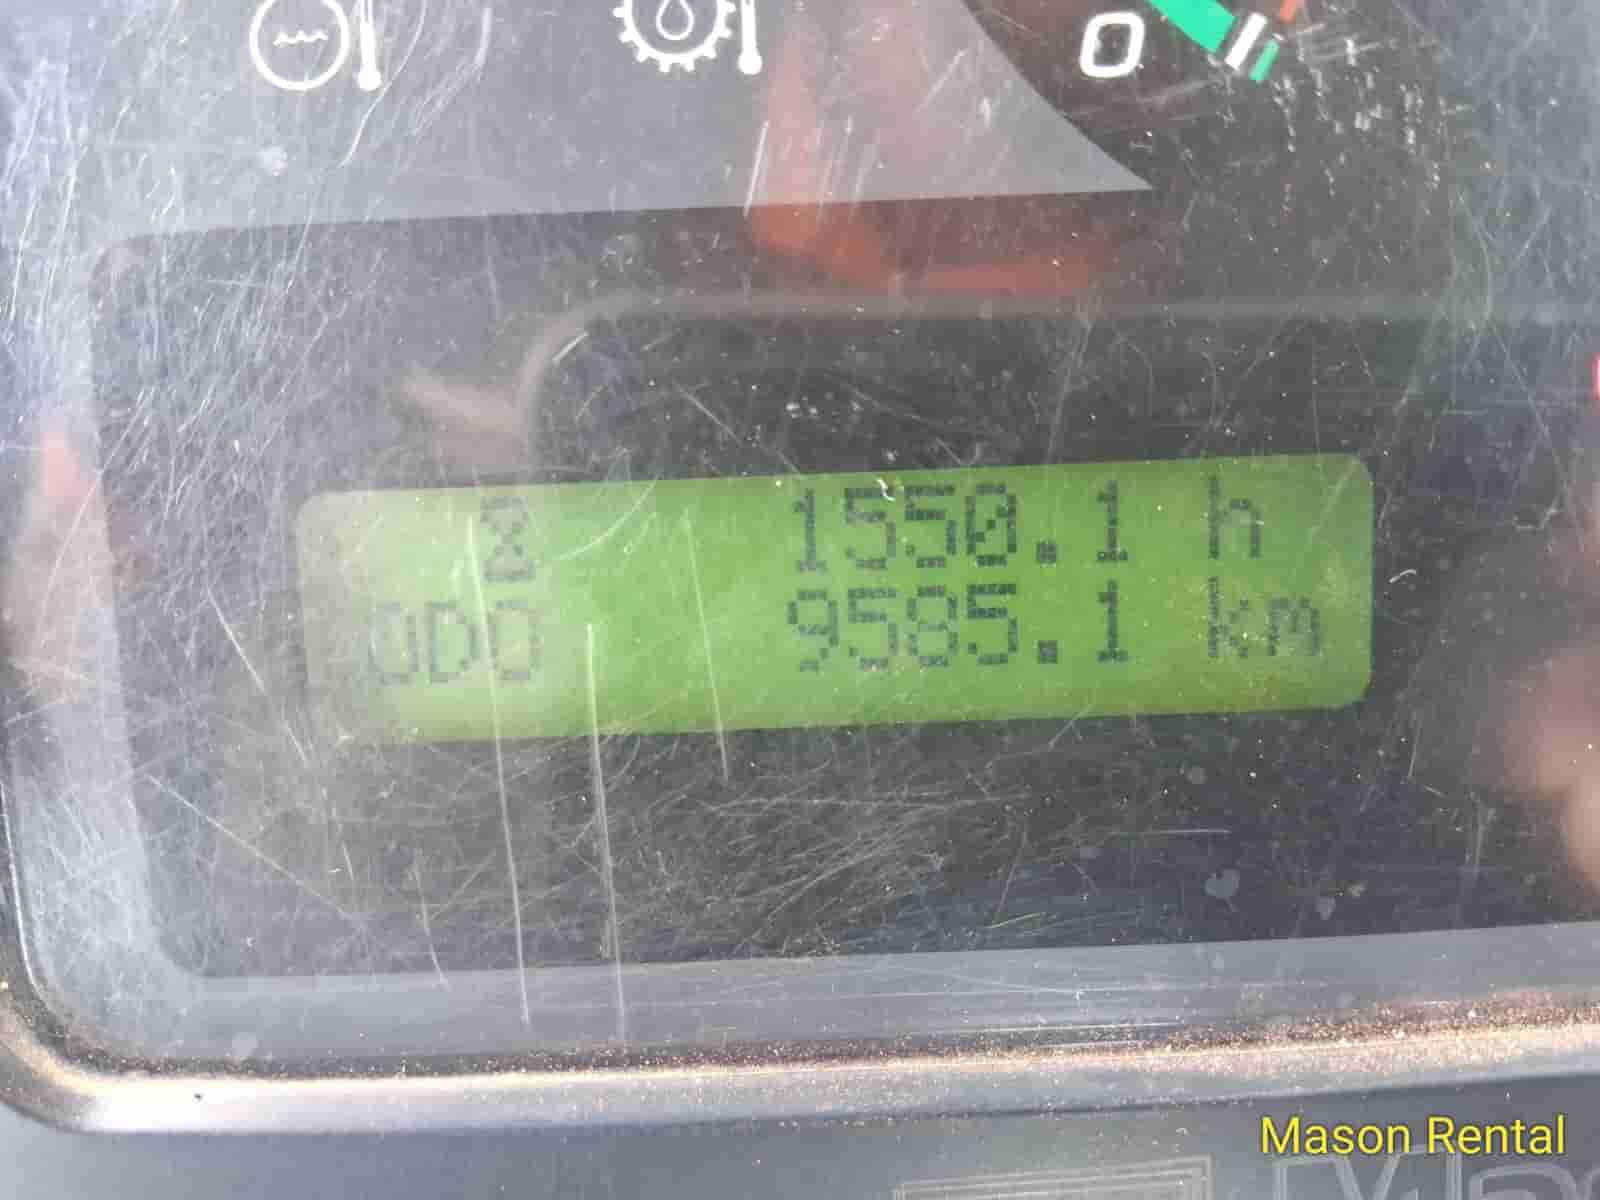 0
1550.1 h
ODO 9585.1 km
Mason Rental